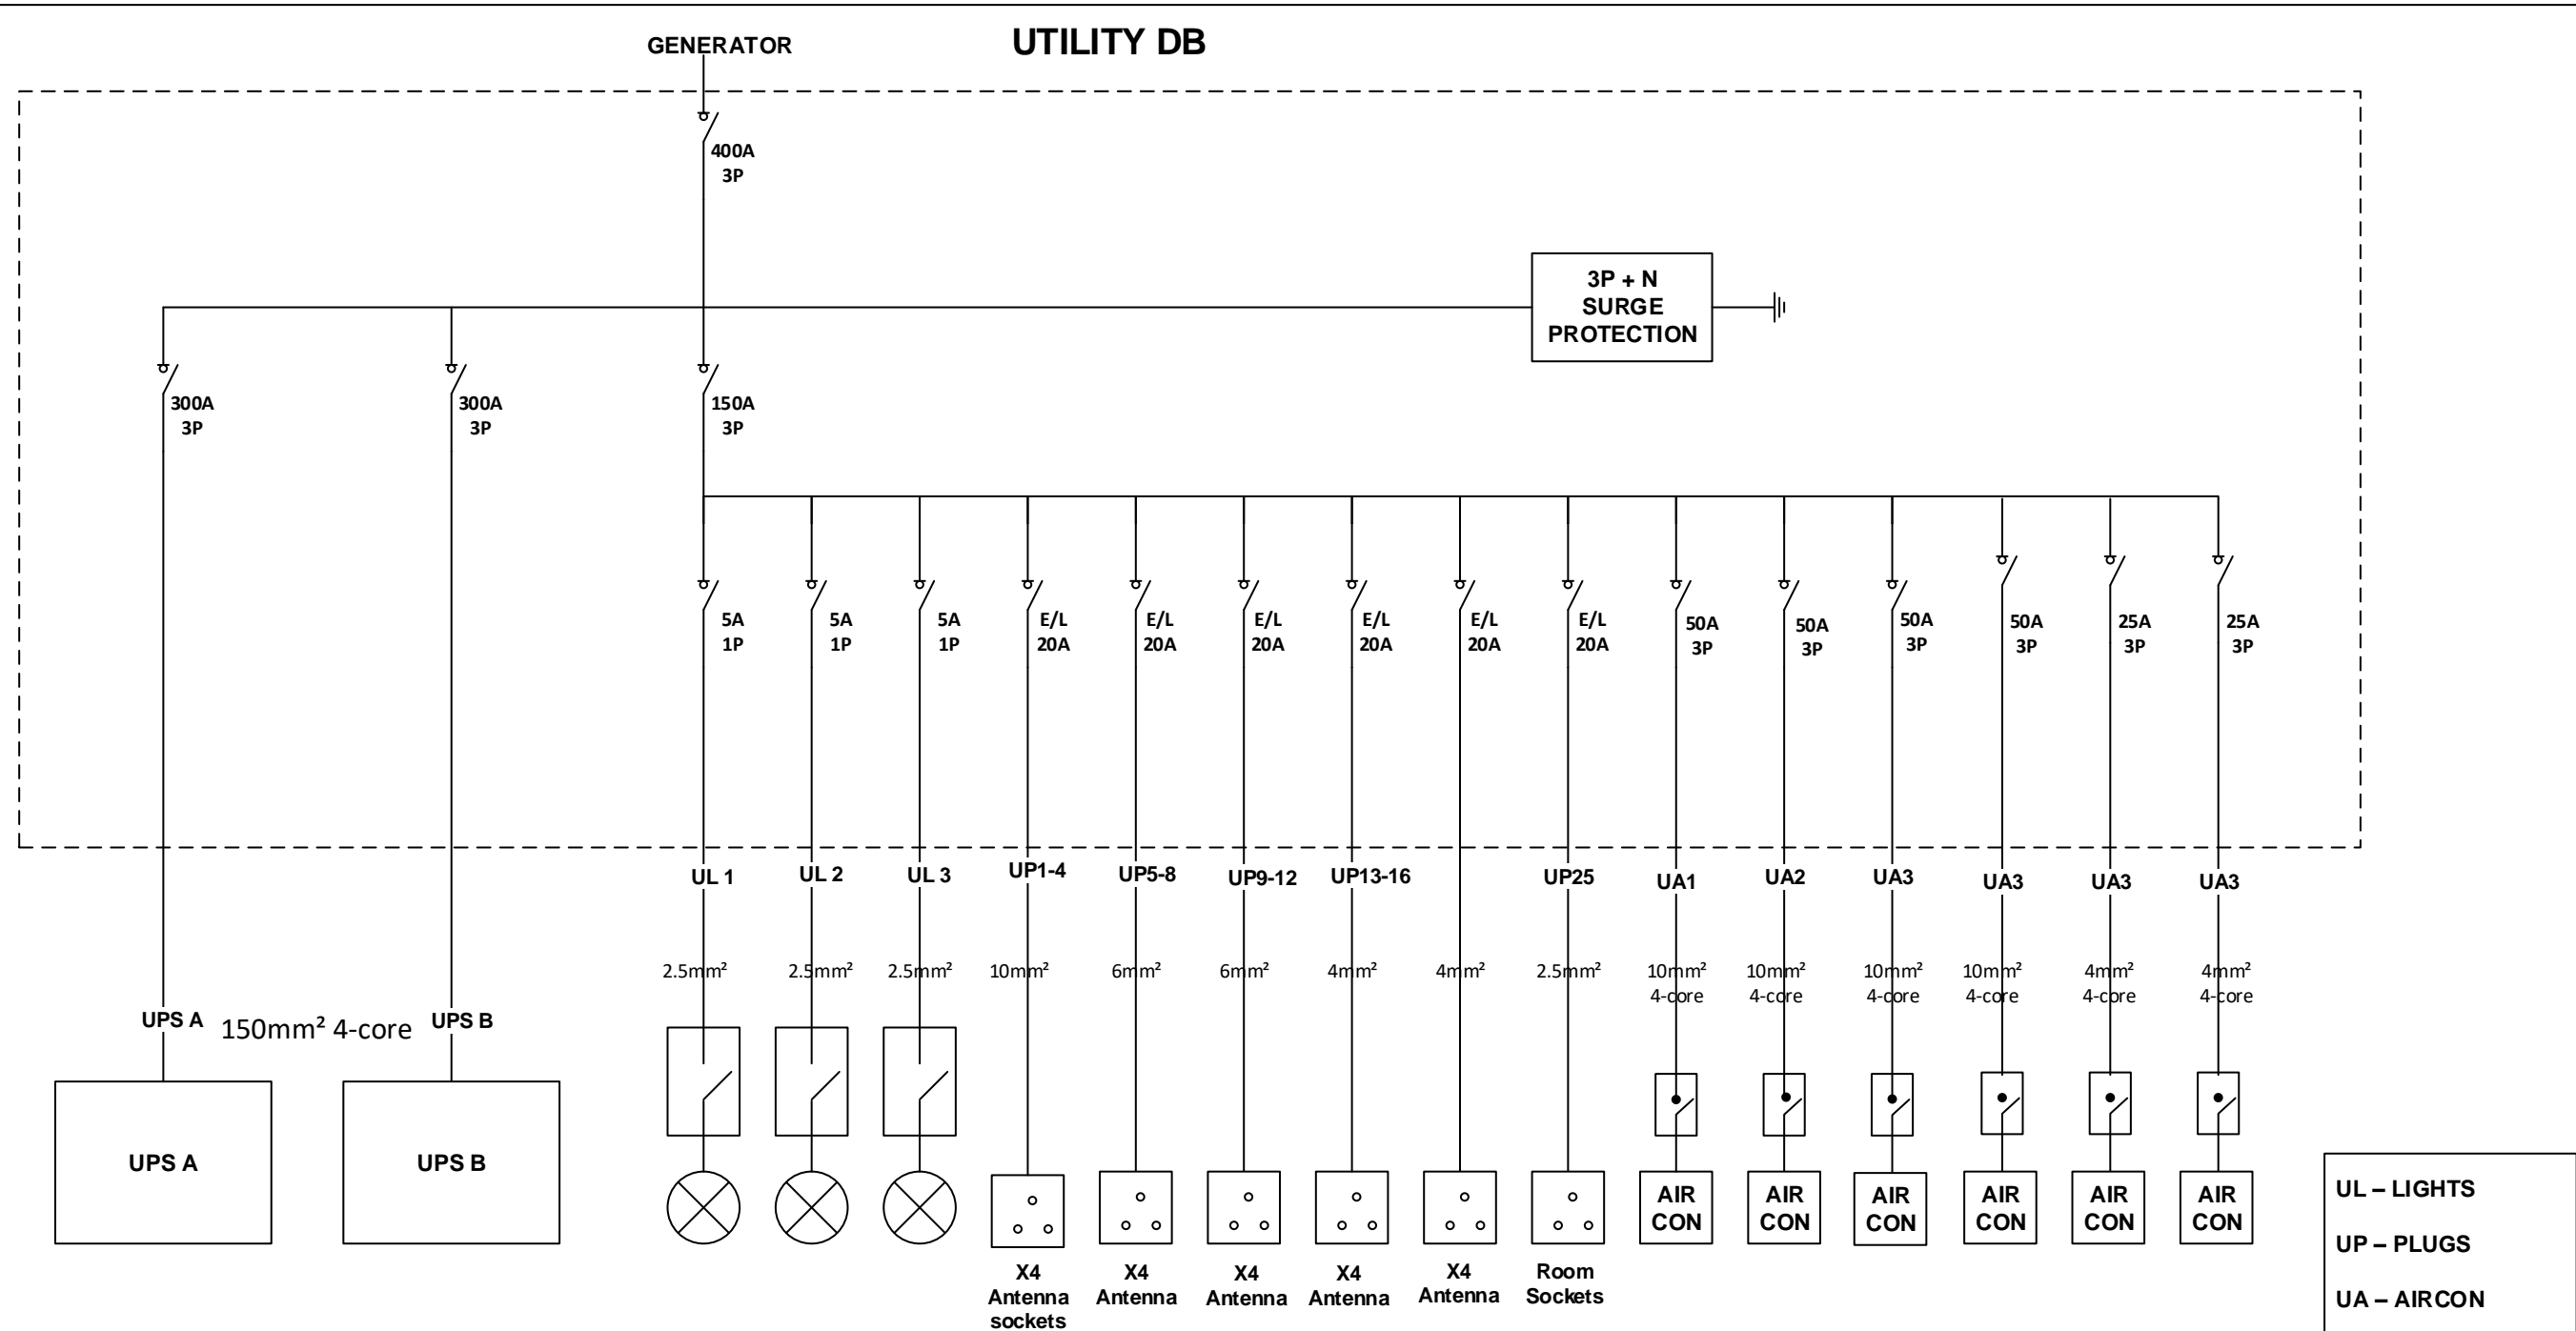 GENERATOR
UTILITY DB
400A
3P
3P + N
SURGE
PROTECTION
300A
3P
300A
3P
150A
3P
5A
1P
5A
1P
5A
1P
E/L
20A
E/L
20A
E/L
20A
E/L
20A
E/L
20A
E/L
20A
50A
3P
50A
3P
50A
3P
50A
3P
25A
3P
25A
3P
UL 1
UL 2
UL 3
UP1-4
UP5-8
UP9-12
UP13-16
UP25
UA1
UA2
UA3
UA3
UA3
UA3
2.5mm²
2.5mm²
2.5mm²
10mm²
6mm²
6mm²
4mm²
4mm²
2.5mm²
10mm²
4-core
10mm²
4-core
10mm²
4-core
10mm²
4-core
4mm²
4-core
4mm²
4-core
UPS A
150mm² 4-core
UPS B
UPS A
UPS B
AIR
CON
AIR
CON
AIR
CON
AIR
CON
AIR
CON
AIR
CON
X4
Antenna
sockets
X4
Antenna
X4
Antenna
X4
Antenna
X4
Antenna
Room
Sockets
UL – LIGHTS
UP – PLUGS
UA – AIRCON